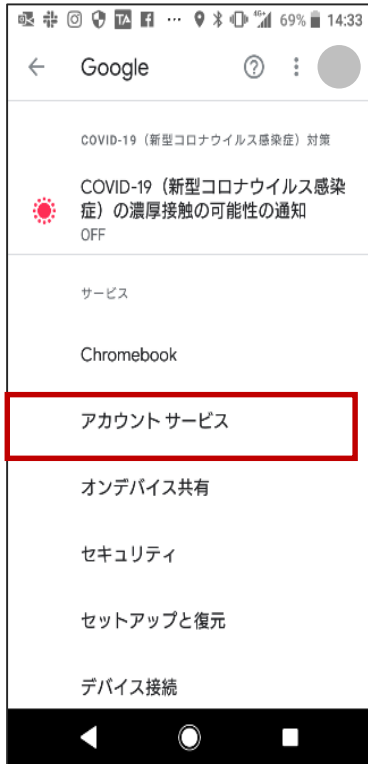 69% 14:33
Google
COVID-19（新型コロナウイルス感染症）対策
COVID-19（新型コロナウイルス感染
症）の濃厚接触の可能性の通知
OFF
サービス
Chromebook
アカウント サービス
オンデバイス共有
セキュリティ
セットアップと復元
デバイス接続